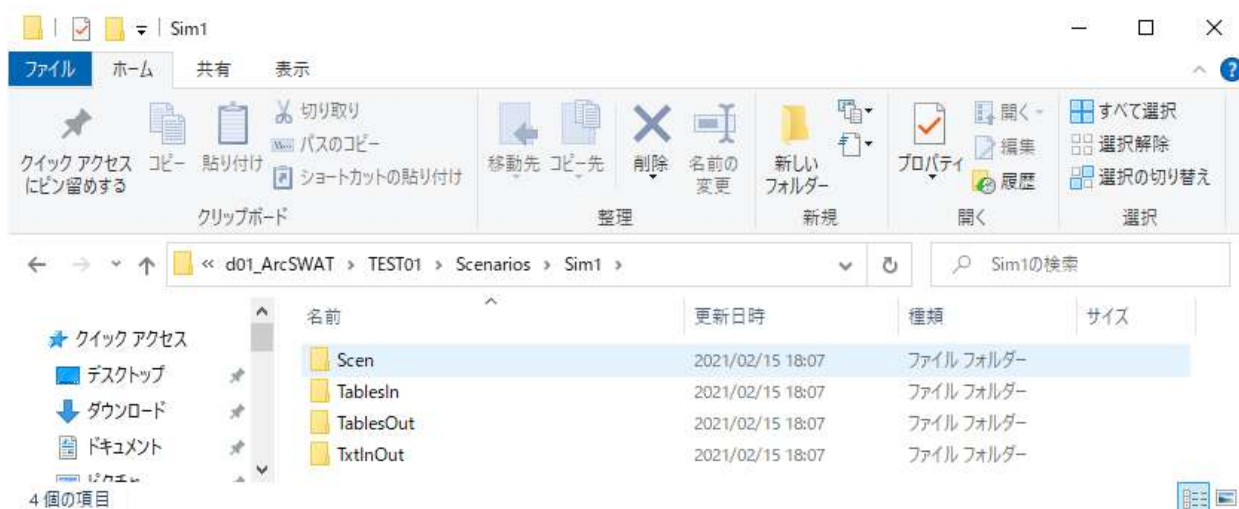 Sim1
ファイル ホーム 共有 表示
クイック アクセス
にピン留めする
コピー
貼り付け
切り取り
パスのコピー
ショートカットの貼り付け
クリップボード
移動先 コピー先
削除
名前の
変更
整理
新しい
フォルダー
新規
プロパティ
開く
編集
履歴
開く
すべて選択
選択解除
選択の切り替え
選択
« d01_ArcSWAT › TEST01 › Scenarios › Sim1 ›
Sim1の検索
名前 更新日時 種類 サイズ
クイック アクセス
デスクトップ
ダウンロード
ドキュメント
ピクチャ
Scen 2021/02/15 18:07 ファイル フォルダー
TablesIn 2021/02/15 18:07 ファイル フォルダー
TablesOut 2021/02/15 18:07 ファイル フォルダー
TxtInOut 2021/02/15 18:07 ファイル フォルダー
4 個の項目